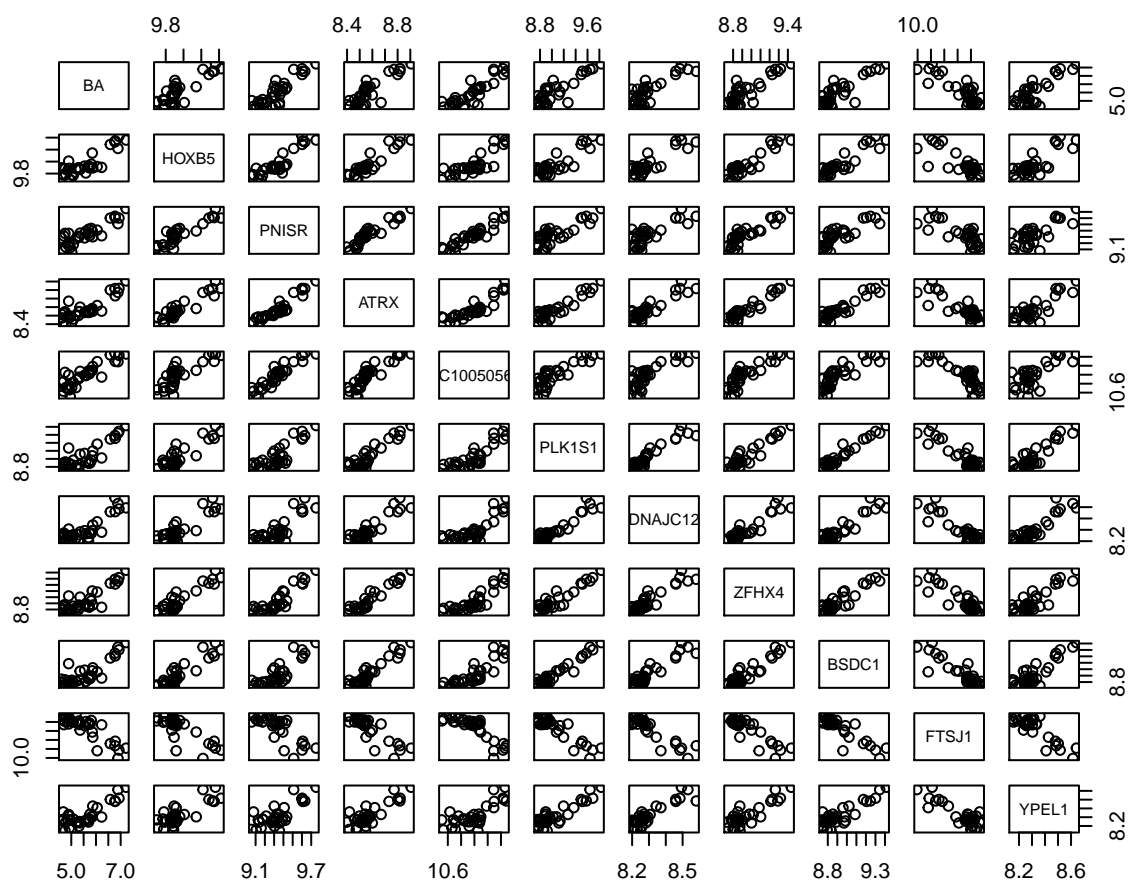 9.8 8.4 8.8 8.8 9.6 8.8 9.4 10.0
BA 5.0
9.8 HOXB5
PNISR 9.1
8.4 ATRX
C1005056 10.6
8.8 PLK1S1
DNAJC12 8.2
8.8 ZFHX4
BSDC1 8.8
10.0 FTSJ1
YPEL1 8.2
5.0 7.0 9.1 9.7 10.6 8.2 8.5 8.8 9.3 8.2 8.6